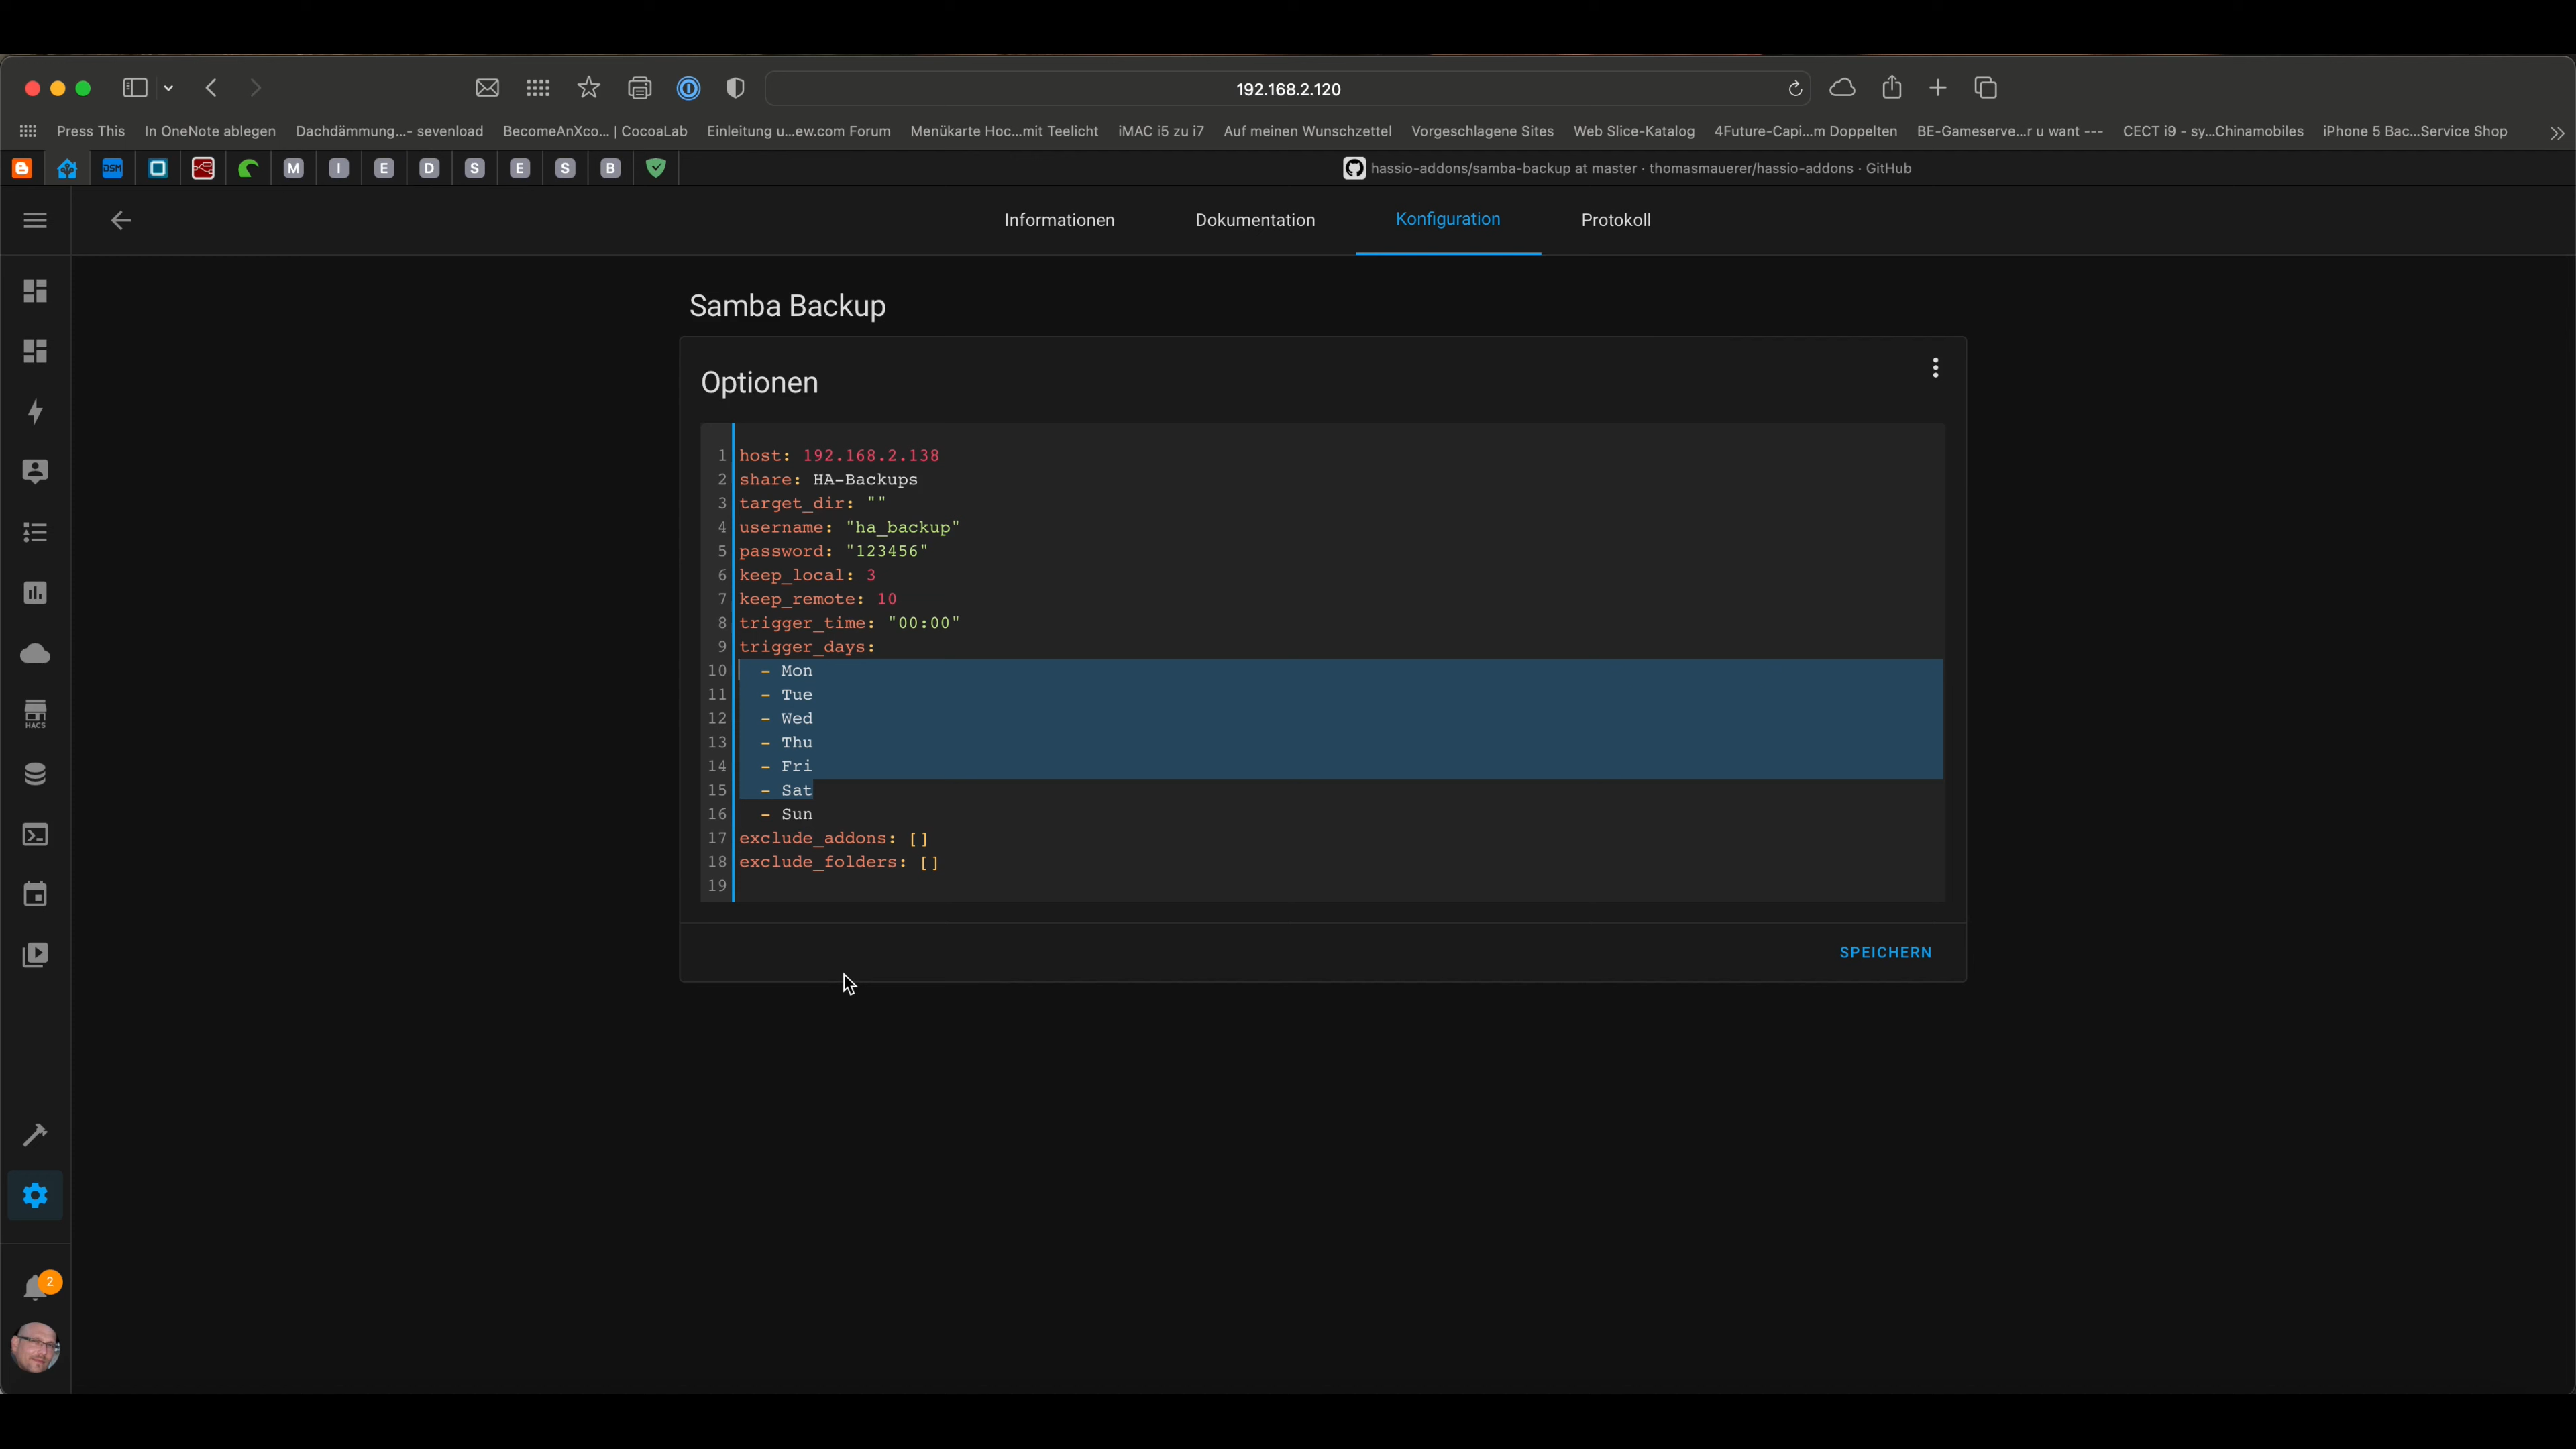 192.168.2.120
Press This In OneNote ablegen Dachdämmung...- sevenload BecomeAnXco... | CocoaLab Einleitung u...ew.com Forum Menükarte Hoc...mit Teelicht iMAC i5 zu i7 Auf meinen Wunschzettel Vorgeschlagene Sites Web Slice-Katalog 4Future-Capi...m Doppelten BE-Gameserve...r u want --- CECT i9 - sy...Chinamobiles iPhone 5 Bac...Service Shop
DSM M I E D S E S B hassio-addons/samba-backup at master · thomasmauerer/hassio-addons · GitHub
Informationen Dokumentation Konfiguration Protokoll
Samba Backup
Optionen
1 host: 192.168.2.138
2 share: HA-Backups
3 target_dir: ""
4 username: "ha_backup"
5 password: "123456"
6 keep_local: 3
7 keep_remote: 10
8 trigger_time: "00:00"
9 trigger_days:
10 - Mon
11 - Tue
12 - Wed
13 - Thu
14 - Fri
15 - Sat
16 - Sun
17 exclude_addons: []
18 exclude_folders: []
19
SPEICHERN
HACS
2